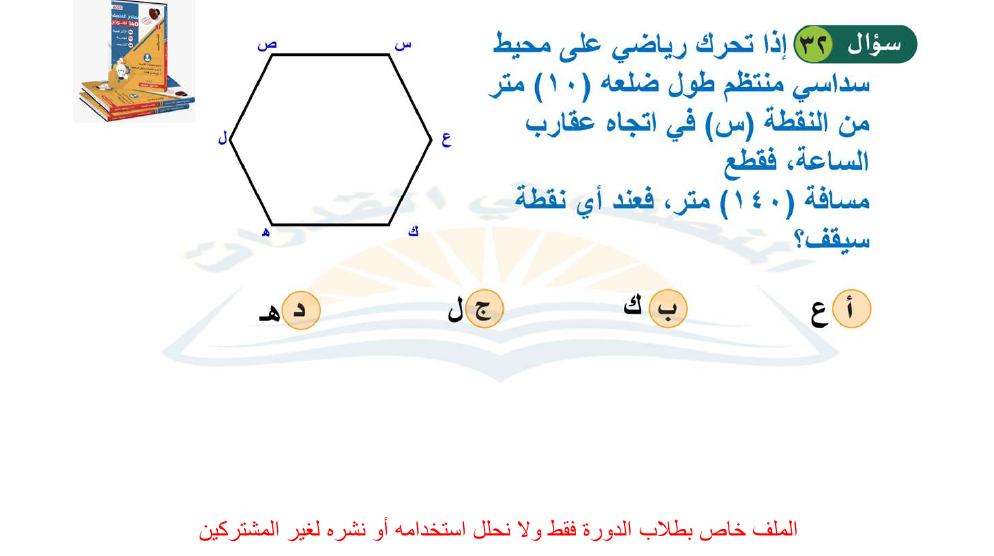 سؤال ٣٢ إذا تحرك رياضي على محيط
سداسي منتظم طول ضلعه (١٠) متر
من النقطة (س) في اتجاه عقارب
الساعة، فقطع
مسافة (١٤٠) متر، فعند أي نقطة
سيقف؟
ص س
ل ع
ه ك
أ ع ب ك ج ل د هـ
الملف خاص بطلاب الدورة فقط ولا نحلل استخدامه أو نشره لغير المشتركين